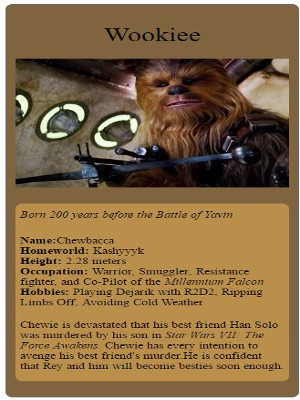 Wookiee
Born 200 years before the Battle of Yavin
Name:Chewbacca
Homeworld: Kashyyyk
Height: 2.28 meters
Occupation: Warrior, Smuggler, Resistance
fighter, and Co-Pilot of the Millennium Falcon
Hobbies: Playing Dejarik with R2D2, Ripping
Limbs Off, Avoiding Cold Weather
Chewie is devastated that his best friend Han Solo
was murdered by his son in Star Wars VII: The
Force Awakens. Chewie has every intention to
avenge his best friend's murder.He is confident
that Rey and him will become besties soon enough.